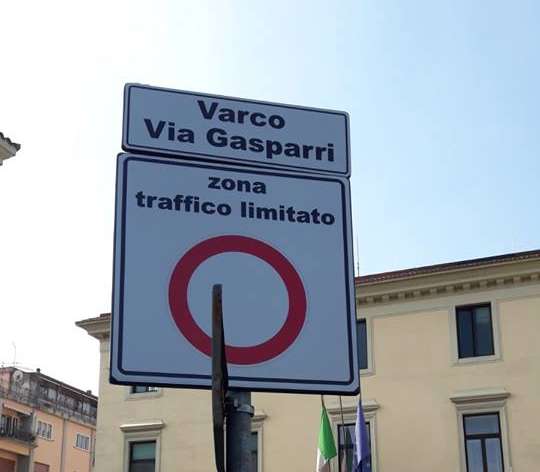 Varco
Via Gasparri
zona
traffico limitato